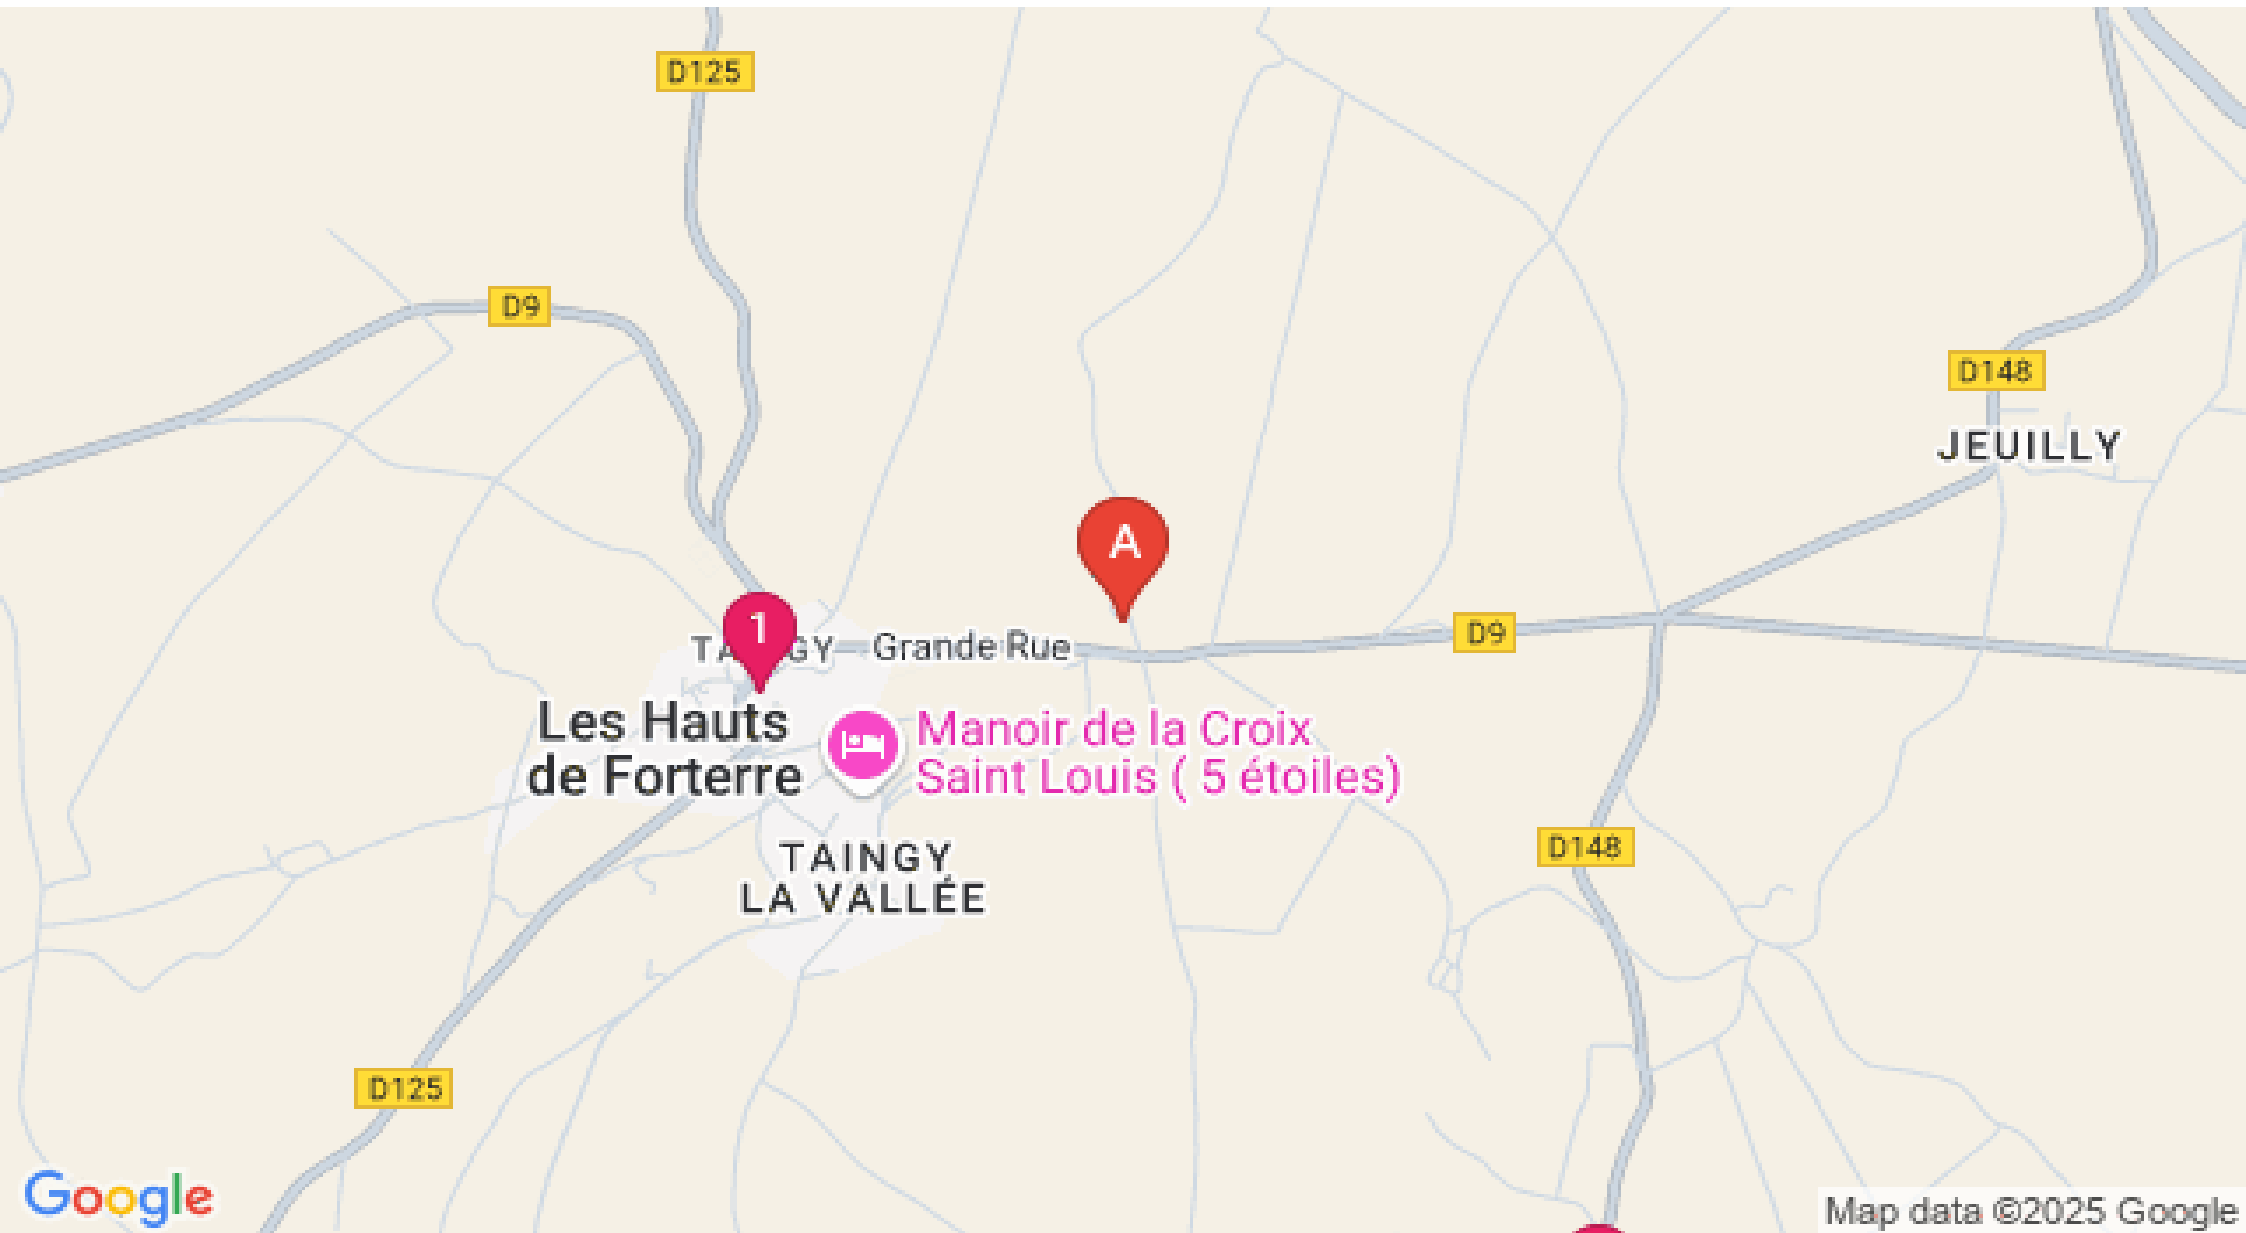 D125
D9
D148
JEUILLY
A
1
D9
TAINGY
Grande Rue
Les Hauts
de Forterre
Manoir de la Croix
Saint Louis ( 5 étoiles)
D148
TAINGY
LA VALLÉE
D125
Google
Map data ©2025 Google